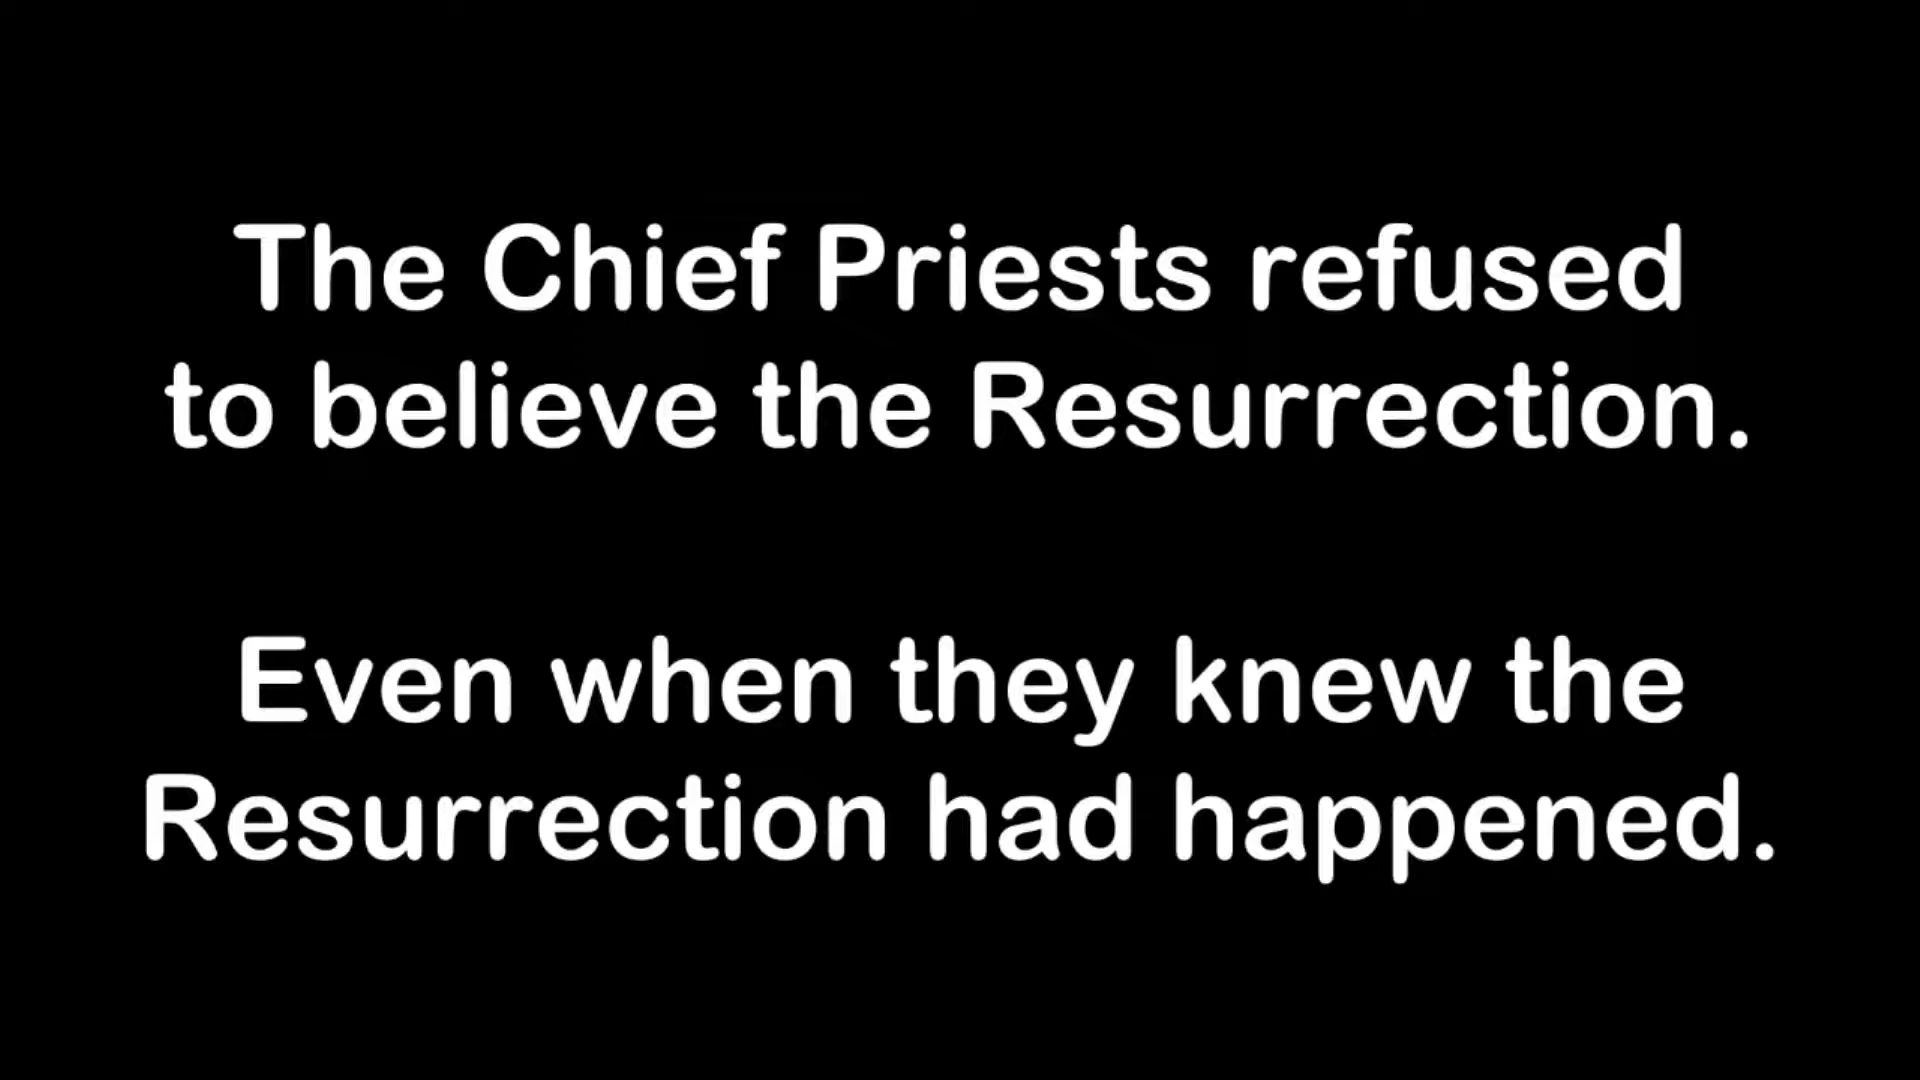 The Chief Priests refused
to believe the Resurrection.
Even when they knew the
Resurrection had happened.